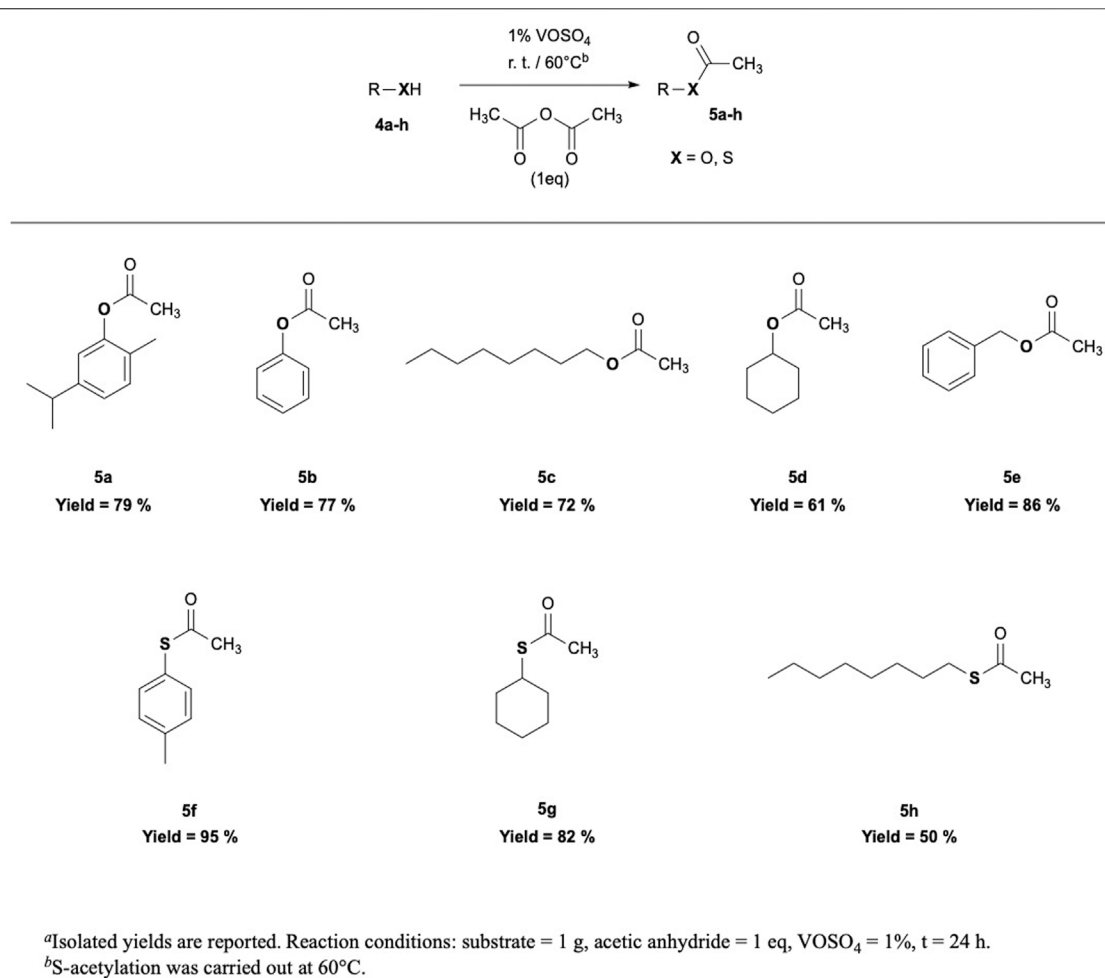 1% VOSO₄
r. t. / 60°Cᵇ
R–XH
4a-h
H₃C O CH₃
O O
(1eq)
O
CH₃
R–X
5a-h
X = O, S
O
O CH₃
O
O CH₃
O
O CH₃
O
O CH₃
O
O CH₃
5a 5b 5c 5d 5e
Yield = 79 % Yield = 77 % Yield = 72 % Yield = 61 % Yield = 86 %
O
S CH₃
O
S CH₃
O
S CH₃
5f 5g 5h
Yield = 95 % Yield = 82 % Yield = 50 %
ᵃIsolated yields are reported. Reaction conditions: substrate = 1 g, acetic anhydride = 1 eq, VOSO₄ = 1%, t = 24 h.
ᵇS-acetylation was carried out at 60°C.